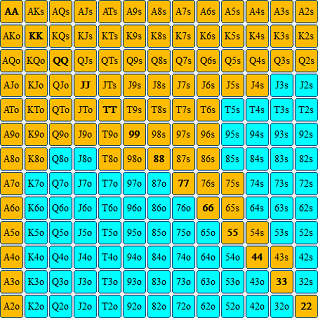 AA AKs AQs AJs ATs A9s A8s A7s A6s A5s A4s A3s A2s
AKo KK KQs KJs KTs K9s K8s K7s K6s K5s K4s K3s K2s
AQo KQo QQ QJs QTs Q9s Q8s Q7s Q6s Q5s Q4s Q3s Q2s
AJo KJo QJo JJ JTs J9s J8s J7s J6s J5s J4s J3s J2s
ATo KTo QTo JTo TT T9s T8s T7s T6s T5s T4s T3s T2s
A9o K9o Q9o J9o T9o 99 98s 97s 96s 95s 94s 93s 92s
A8o K8o Q8o J8o T8o 98o 88 87s 86s 85s 84s 83s 82s
A7o K7o Q7o J7o T7o 97o 87o 77 76s 75s 74s 73s 72s
A6o K6o Q6o J6o T6o 96o 86o 76o 66 65s 64s 63s 62s
A5o K5o Q5o J5o T5o 95o 85o 75o 65o 55 54s 53s 52s
A4o K4o Q4o J4o T4o 94o 84o 74o 64o 54o 44 43s 42s
A3o K3o Q3o J3o T3o 93o 83o 73o 63o 53o 43o 33 32s
A2o K2o Q2o J2o T2o 92o 82o 72o 62o 52o 42o 32o 22